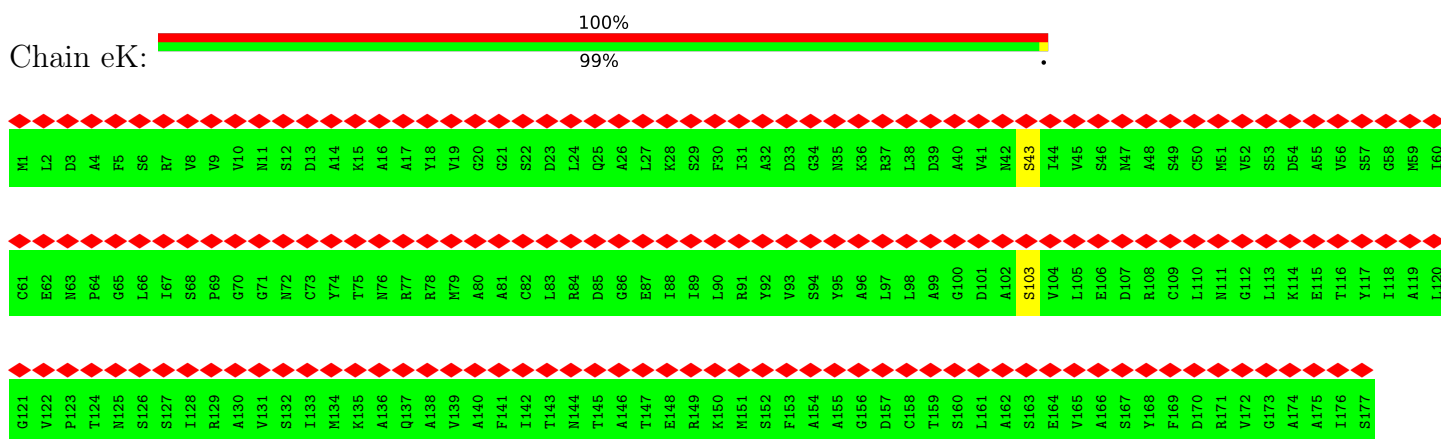 100%
Chain eK:
99% .
M1 L2 D3 A4 F5 S6 R7 V8 V9 V10 N11 S12 D13 A14 K15 A16 A17 Y18 V19 G20 G21 S22 D23 L24 Q25 A26 L27 K28 S29 F30 I31 A32 D33 G34 N35 K36 R37 L38 D39 A40 V41 N42 S43 I44 V45 S46 N47 A48 S49 C50 M51 V52 S53 D54 A55 V56 S57 G58 M59 I60
C61 E62 N63 P64 G65 L66 I67 S68 P69 G70 G71 N72 C73 Y74 T75 N76 R77 R78 M79 A80 A81 C82 L83 R84 D85 G86 E87 I88 I89 L90 R91 Y92 V93 S94 Y95 A96 L97 L98 A99 G100 D101 A102 S103 V104 L105 E106 D107 R108 C109 L110 N111 G112 L113 K114 E115 T116 Y117 I118 A119 L120
G121 V122 P123 T124 N125 S126 S127 I128 R129 A130 V131 S132 I133 M134 K135 A136 Q137 A138 V139 A140 F141 I142 T143 N144 T145 A146 T147 E148 R149 K150 M151 S152 F153 A154 A155 G156 D157 C158 T159 S160 L161 A162 S163 E164 V165 A166 S167 Y168 F169 D170 R171 V172 G173 A174 A175 I176 S177